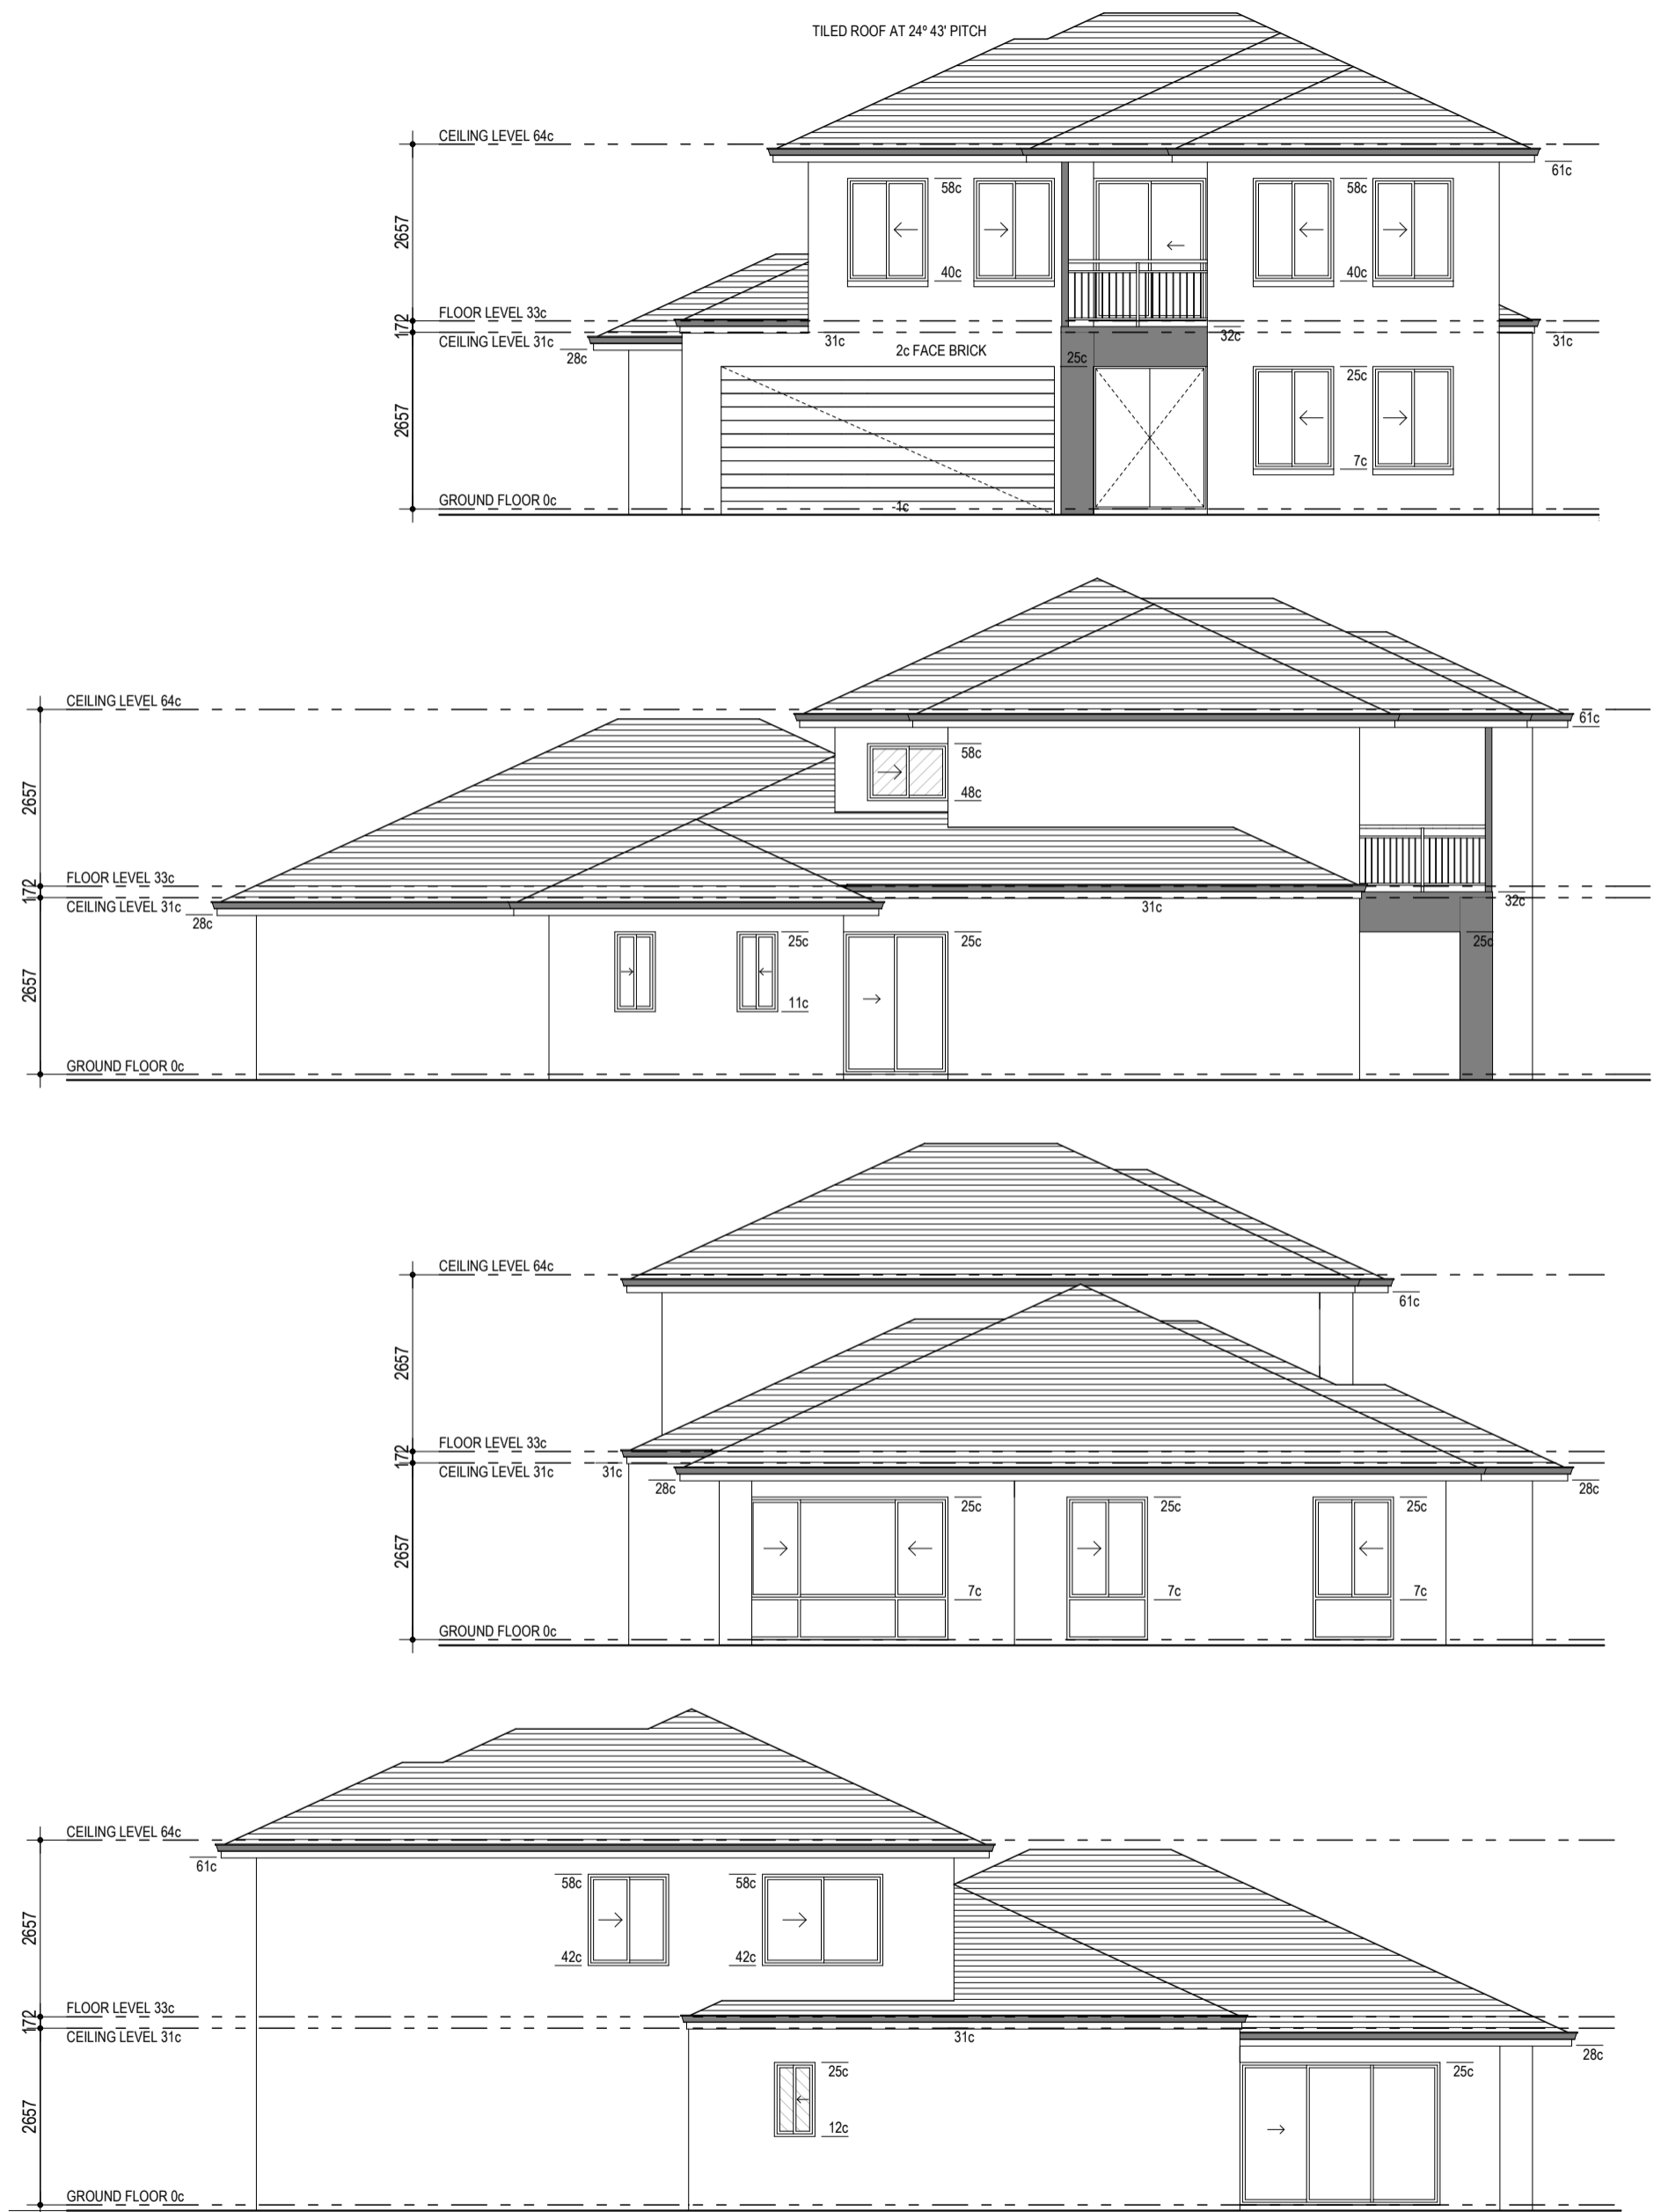 TILED ROOF AT 24º 43' PITCH
CEILING LEVEL 64c
61c
58c
58c
2657
40c
40c
FLOOR LEVEL 33c
172
CEILING LEVEL 31c
31c
32c
31c
28c
2c FACE BRICK
25c
25c
2657
7c
GROUND FLOOR 0c
-1c
CEILING LEVEL 64c
61c
58c
48c
2657
FLOOR LEVEL 33c
172
CEILING LEVEL 31c
31c
32c
28c
25c
25c
25c
2657
11c
GROUND FLOOR 0c
CEILING LEVEL 64c
61c
2657
FLOOR LEVEL 33c
172
CEILING LEVEL 31c
31c
28c
28c
25c
25c
25c
2657
7c
7c
7c
GROUND FLOOR 0c
CEILING LEVEL 64c
61c
58c
58c
2657
42c
42c
FLOOR LEVEL 33c
172
CEILING LEVEL 31c
31c
28c
25c
25c
2657
12c
GROUND FLOOR 0c